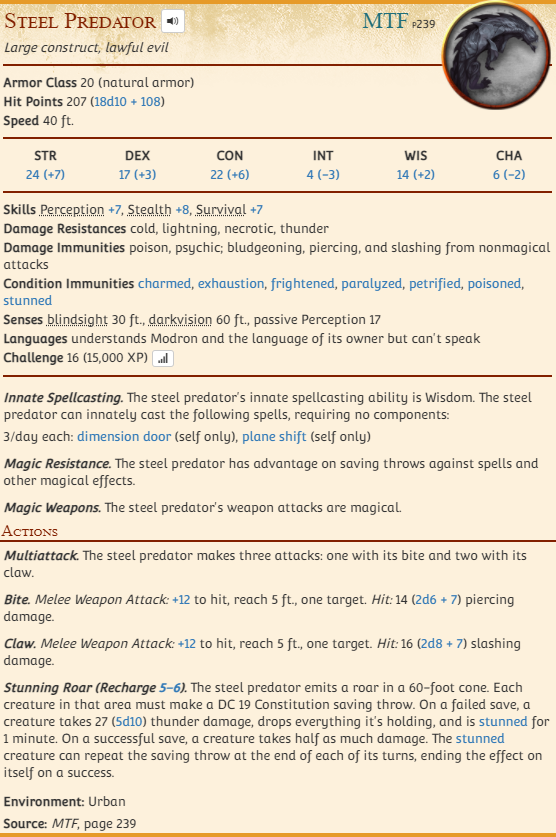 Steel Predator MTF p239
Large construct, lawful evil
Armor Class 20 (natural armor)
Hit Points 207 (18d10 + 108)
Speed 40 ft.
STR DEX CON INT WIS CHA
24 (+7) 17 (+3) 22 (+6) 4 (−3) 14 (+2) 6 (−2)
Skills Perception +7, Stealth +8, Survival +7
Damage Resistances cold, lightning, necrotic, thunder
Damage Immunities poison, psychic; bludgeoning, piercing, and slashing from nonmagical
attacks
Condition Immunities charmed, exhaustion, frightened, paralyzed, petrified, poisoned,
stunned
Senses blindsight 30 ft., darkvision 60 ft., passive Perception 17
Languages understands Modron and the language of its owner but can't speak
Challenge 16 (15,000 XP)
Innate Spellcasting. The steel predator's innate spellcasting ability is Wisdom. The steel
predator can innately cast the following spells, requiring no components:
3/day each: dimension door (self only), plane shift (self only)
Magic Resistance. The steel predator has advantage on saving throws against spells and
other magical effects.
Magic Weapons. The steel predator's weapon attacks are magical.
Actions
Multiattack. The steel predator makes three attacks: one with its bite and two with its
claw.
Bite. Melee Weapon Attack: +12 to hit, reach 5 ft., one target. Hit: 14 (2d6 + 7) piercing
damage.
Claw. Melee Weapon Attack: +12 to hit, reach 5 ft., one target. Hit: 16 (2d8 + 7) slashing
damage.
Stunning Roar (Recharge 5–6). The steel predator emits a roar in a 60-foot cone. Each
creature in that area must make a DC 19 Constitution saving throw. On a failed save, a
creature takes 27 (5d10) thunder damage, drops everything it's holding, and is stunned for
1 minute. On a successful save, a creature takes half as much damage. The stunned
creature can repeat the saving throw at the end of each of its turns, ending the effect on
itself on a success.
Environment: Urban
Source: MTF, page 239